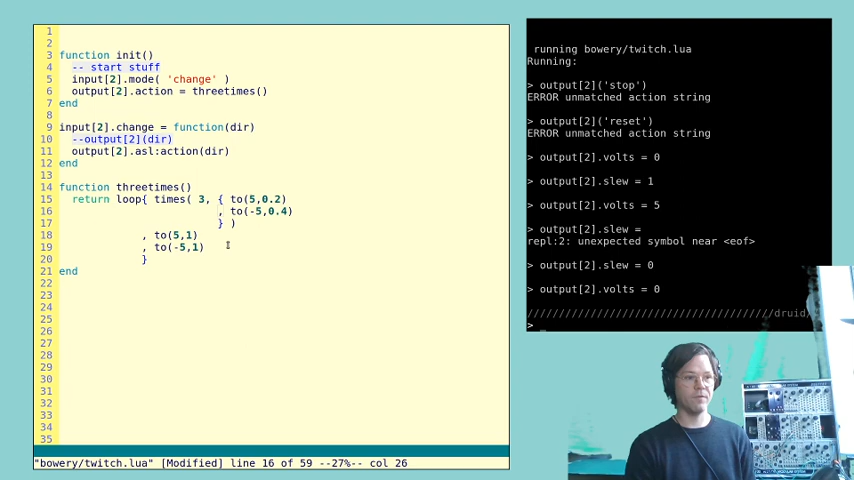 1
2
3 function init()
4 -- start stuff
5 input[2].mode( 'change' )
6 output[2].action = threetimes()
7 end
8
9 input[2].change = function(dir)
10 --output[2](dir)
11 output[2].asl:action(dir)
12 end
13
14 function threetimes()
15 return loop{ times( 3, { to(5,0.2)
16 , to(-5,0.4)
17 } )
18 , to(5,1)
19 , to(-5,1)
20 }
21 end
22
23
24
25
26
27
28
29
30
31
32
33
34
35
"bowery/twitch.lua" [Modified] line 16 of 59 --27%-- col 26
running bowery/twitch.lua
Running:
> output[2]('stop')
ERROR unmatched action string
> output[2]('reset')
ERROR unmatched action string
> output[2].volts = 0
> output[2].slew = 1
> output[2].volts = 5
> output[2].slew =
repl:2: unexpected symbol near <eof>
> output[2].slew = 0
> output[2].volts = 0
////////////////////////////////////////druid/
> _